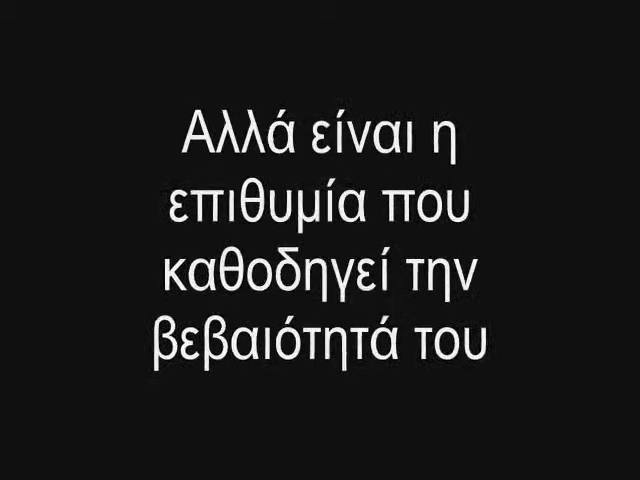 Αλλά είναι η
επιθυμία που
καθοδηγεί την
βεβαιότητά του